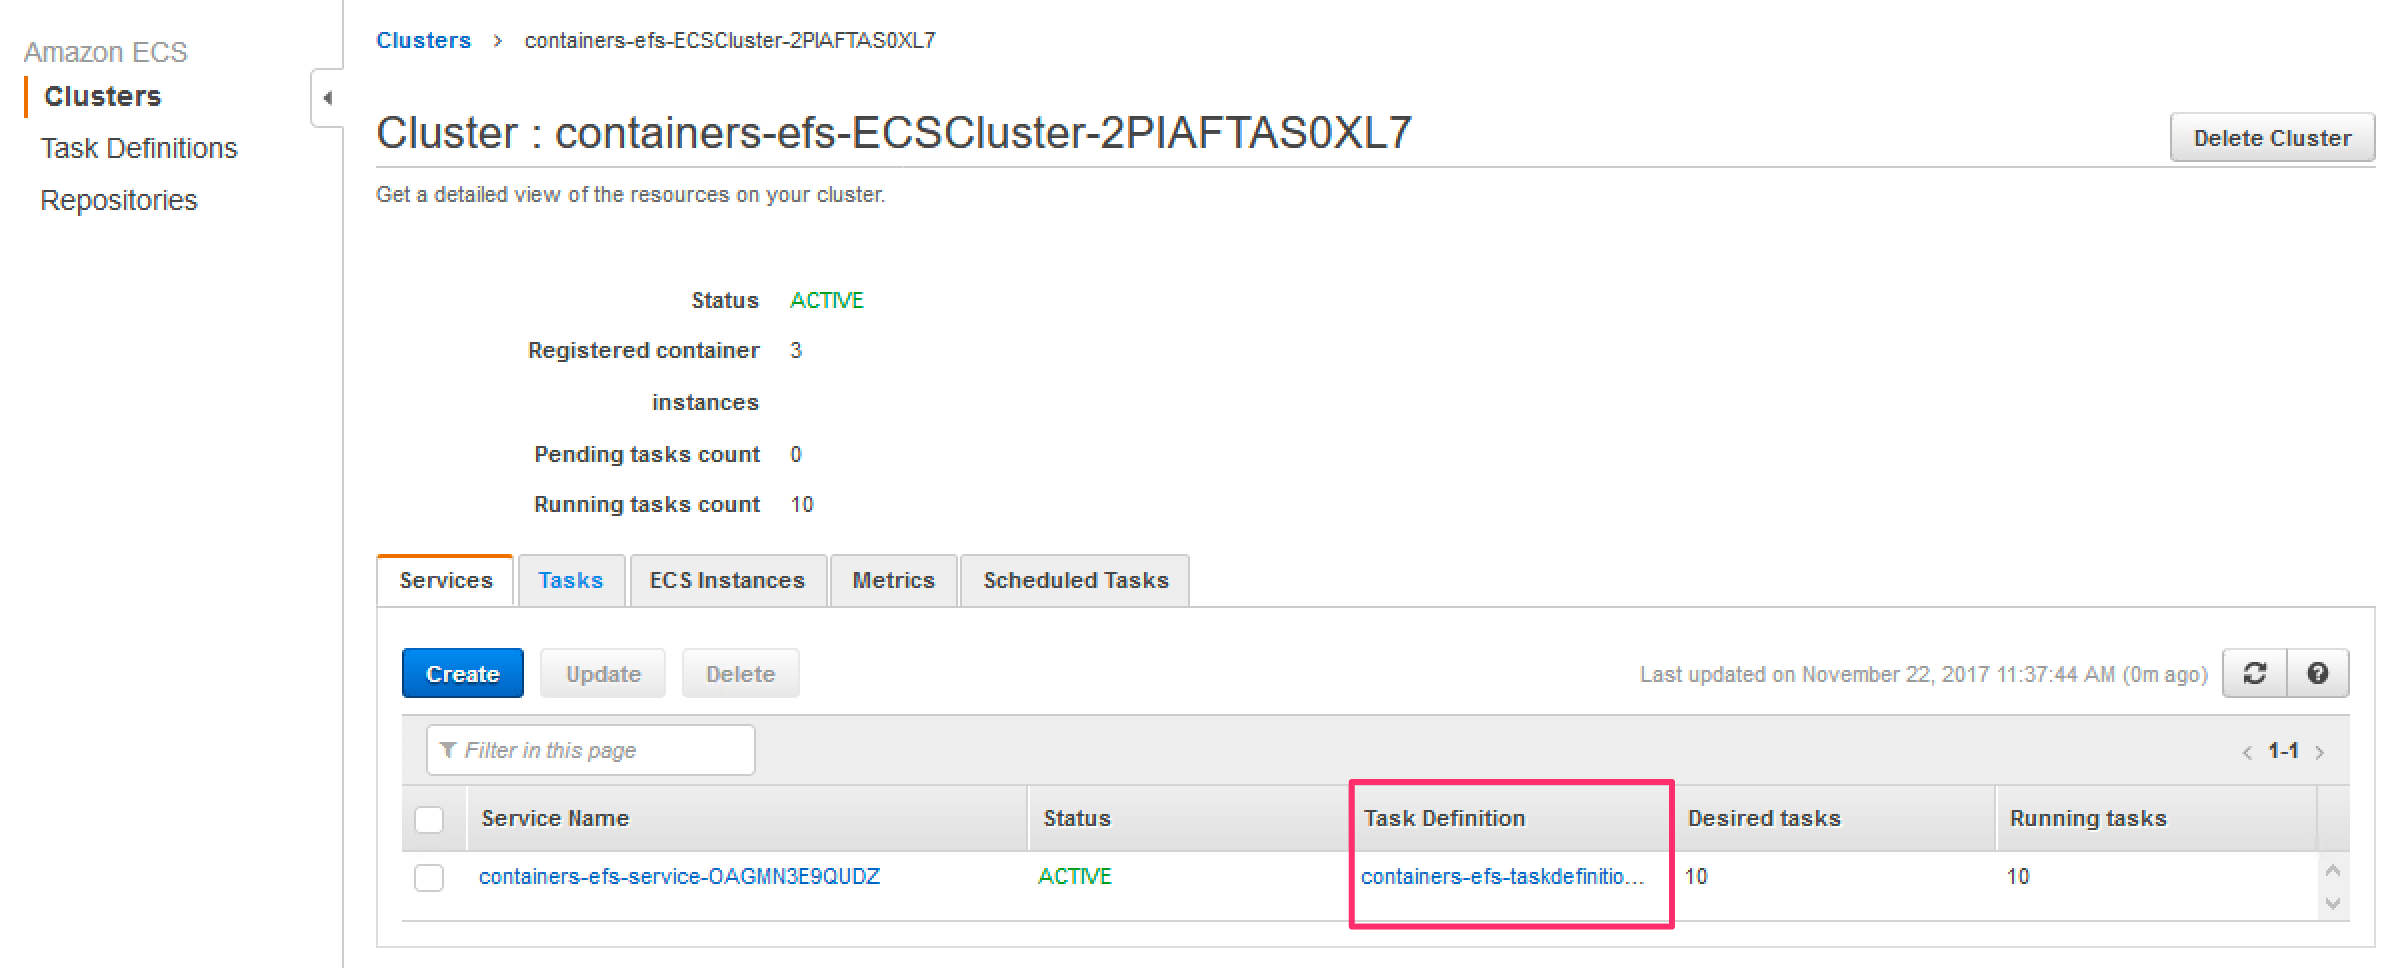 Amazon ECS
Clusters
Task Definitions
Repositories
Clusters > containers-efs-ECSCluster-2PIAFTAS0XL7
Cluster : containers-efs-ECSCluster-2PIAFTAS0XL7
Delete Cluster
Get a detailed view of the resources on your cluster.
Status ACTIVE
Registered container 3
instances
Pending tasks count 0
Running tasks count 10
Services Tasks ECS Instances Metrics Scheduled Tasks
Create Update Delete Last updated on November 22, 2017 11:37:44 AM (0m ago)
Filter in this page < 1-1 >
Service Name Status Task Definition Desired tasks Running tasks
containers-efs-service-OAGMN3E9QUDZ ACTIVE containers-efs-taskdefinitio... 10 10